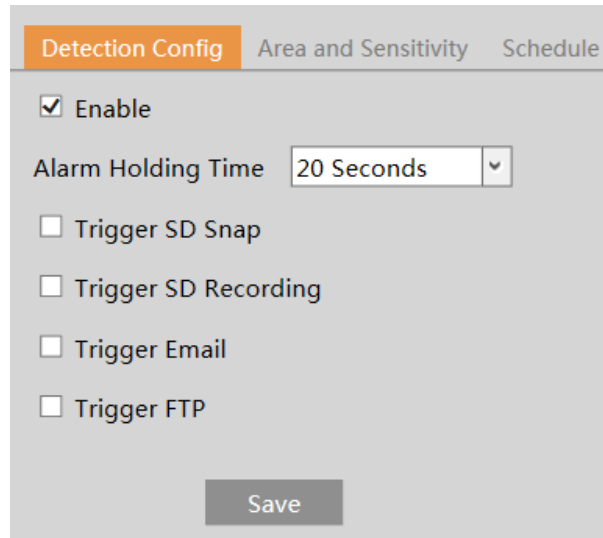 Detection Config Area and Sensitivity Schedule
Enable
Alarm Holding Time 20 Seconds
Trigger SD Snap
Trigger SD Recording
Trigger Email
Trigger FTP
Save